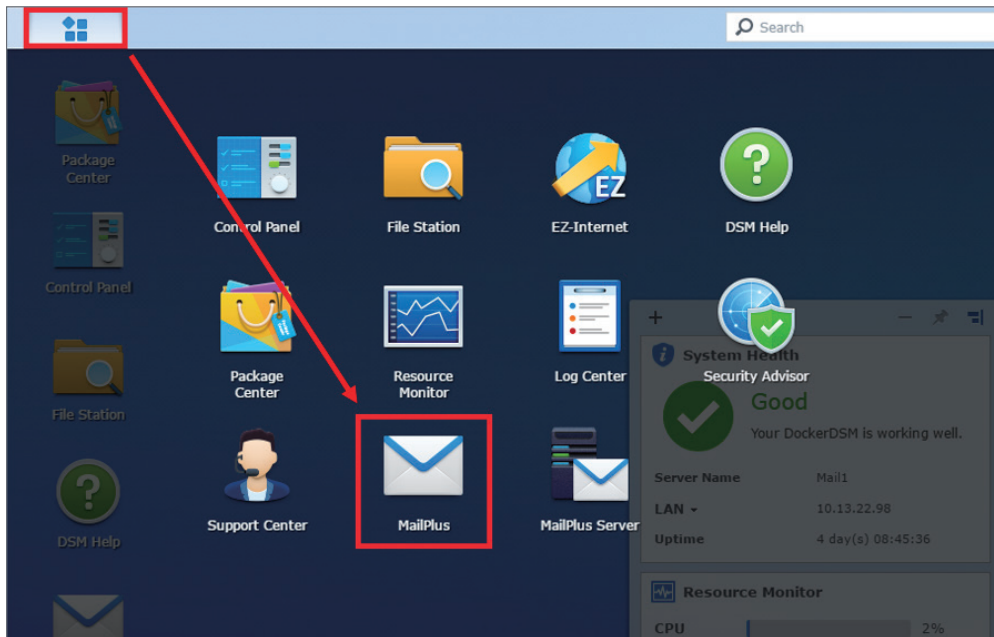 Search
Package
Center
Control Panel
File Station
DSM Help
Control Panel
File Station
EZ
EZ-Internet
DSM Help
Package
Center
Resource
Monitor
Log Center
Security Advisor
Support Center
MailPlus
MailPlus Server
System Health
Good
Your DockerDSM is working well.
Server Name Mail1
LAN 10.13.22.98
Uptime 4 day(s) 08:45:36
Resource Monitor
CPU 2%